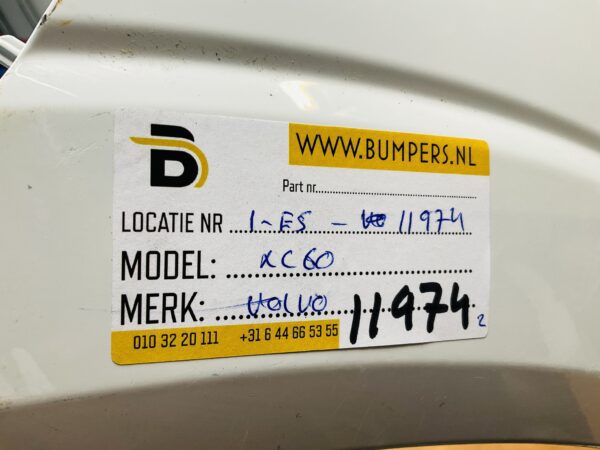 B
WWW.BUMPERS.NL
Part nr.
LOCATIE NR 1-E5 - 11974
MODEL: XC60
MERK: VOLVO 11974 2
010 32 20 111 +31 6 44 66 53 55